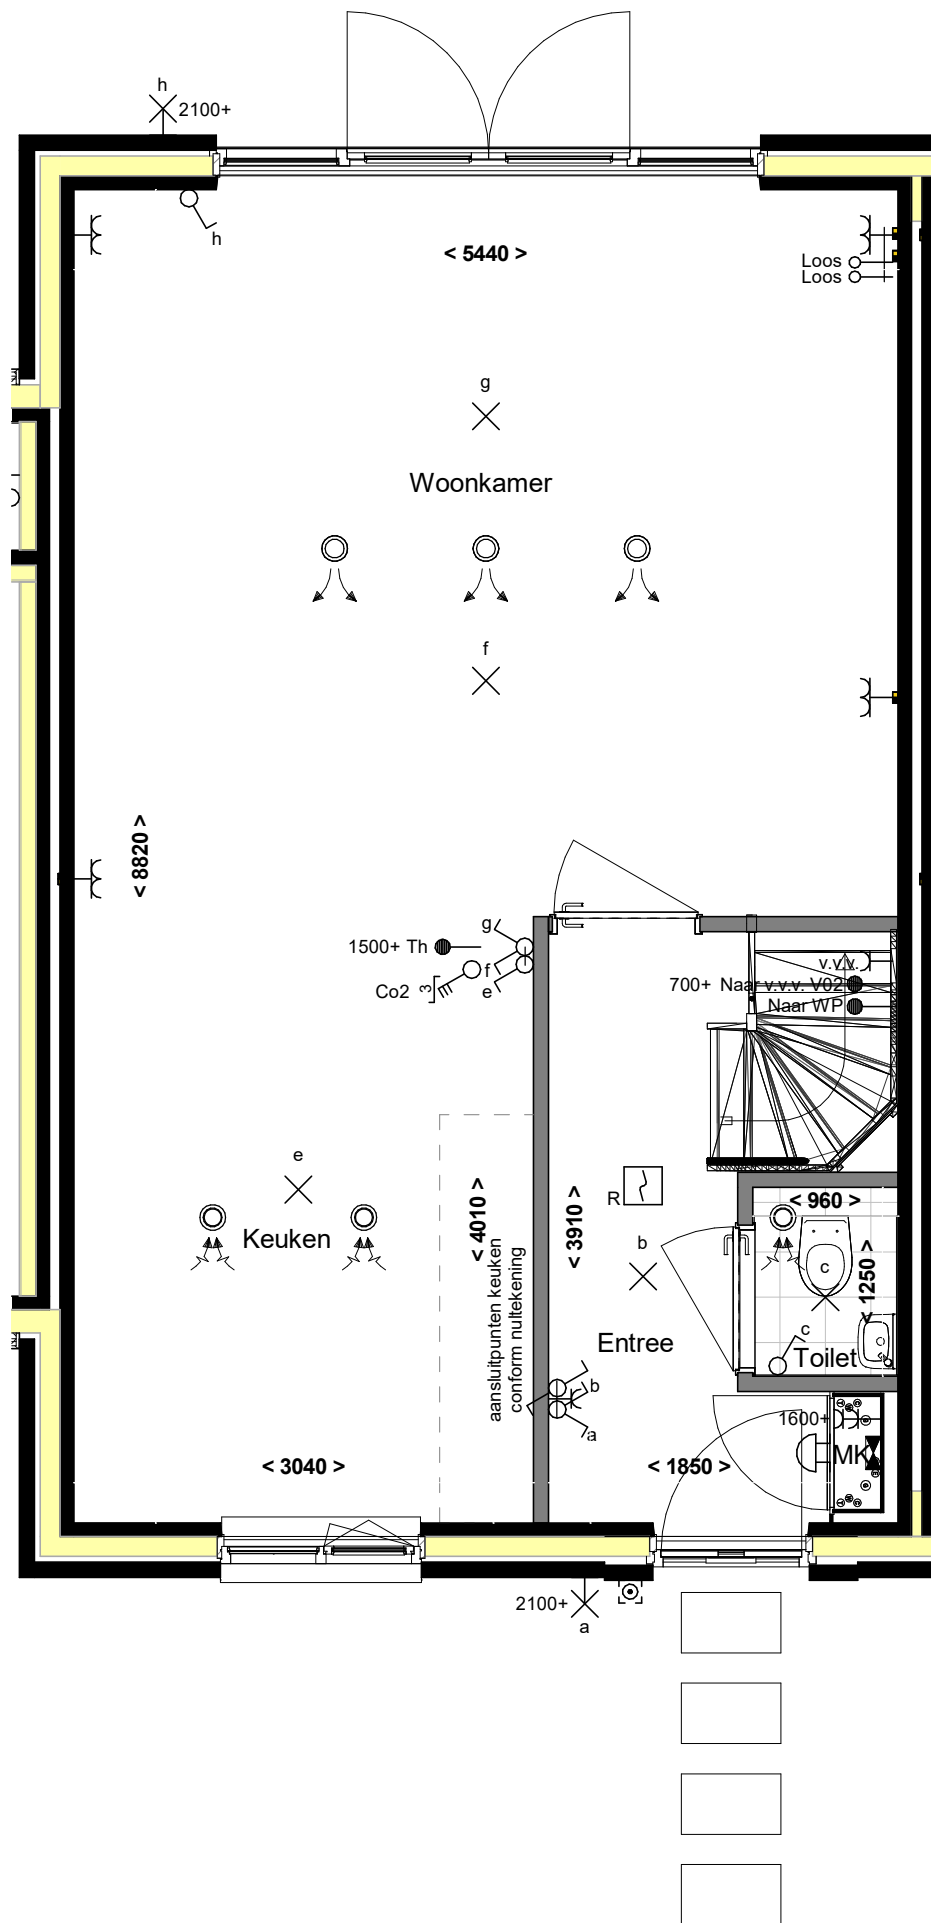 h
2100+
h
< 5440 >
Loos
Loos
g
Woonkamer
f
< 8820 >
g
1500+ Th
f
Co2
3
e
v.v.v.
700+ Naar v.v.v. V02
Naar WP
e
Keuken
< 4010 >
aansluitpunten keuken
conform nultekening
< 3910 >
R
b
< 960 >
c
< 1250 >
Entree
c
Toilet
b
a
1600+
MK
< 3040 >
< 1850 >
2100+
a